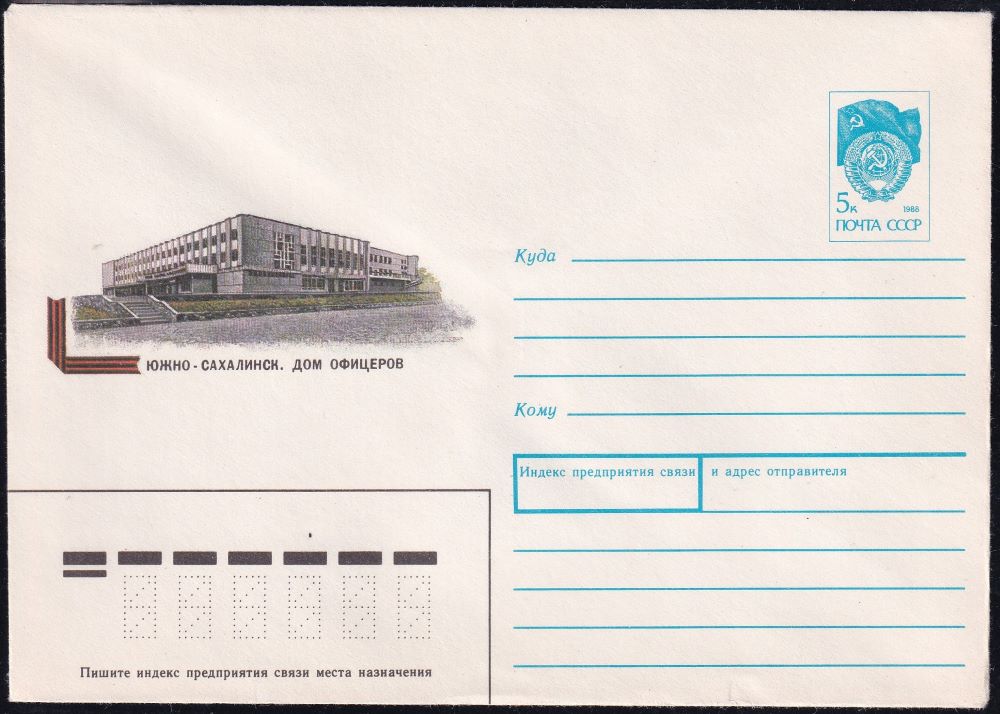 5к 1988
ПОЧТА СССР
Куда
ЮЖНО-САХАЛИНСК. ДОМ ОФИЦЕРОВ
Кому
Индекс предприятия связи и адрес отправителя
Пишите индекс предприятия связи места назначения